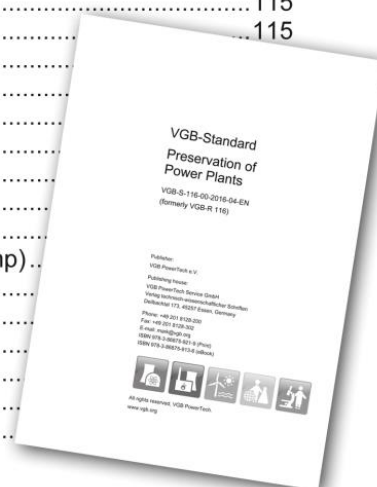 115
115
mp)
VGB-Standard
Preservation of
Power Plants
VGB-S-116-00-2016-04-EN
(formerly VGB-R 116)
Publisher:
VGB PowerTech e.V.
Publishing house:
VGB PowerTech Service GmbH
Verlag technisch-wissenschaftlicher Schriften
Deilbachtal 173, 45257 Essen, Germany
Phone: +49 201 8128-200
Fax: +49 201 8128-302
E-mail: mark@vgb.org
ISBN 978-3-86875-821-9 (Print)
ISBN 978-3-86875-813-6 (eBook)
All rights reserved, VGB PowerTech
www.vgb.org